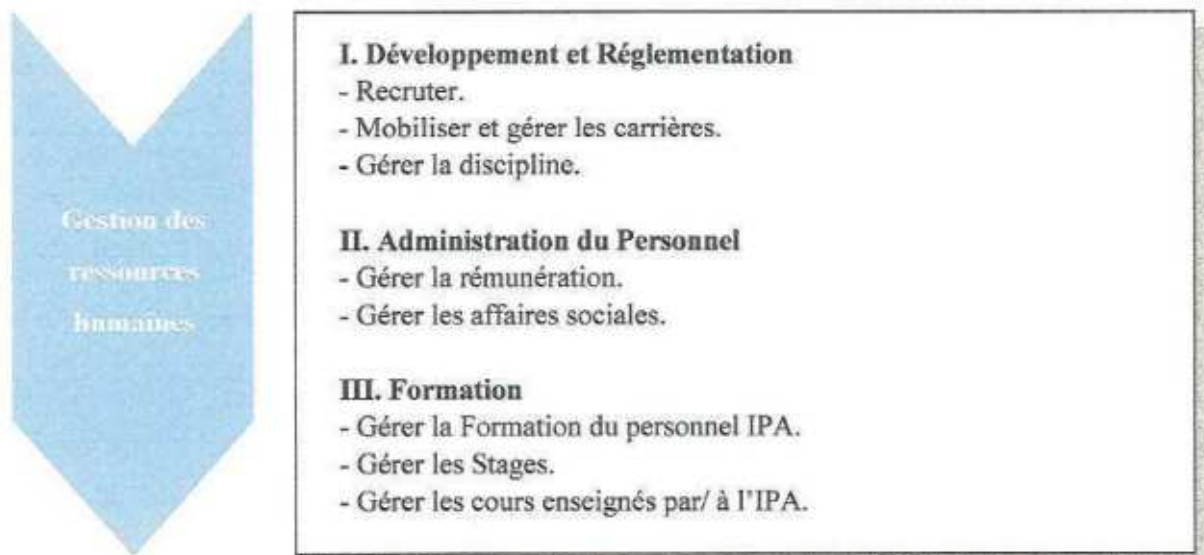 Gestion des
ressources
humaines
I. Développement et Réglementation
- Recruter.
- Mobiliser et gérer les carrières.
- Gérer la discipline.
II. Administration du Personnel
- Gérer la rémunération.
- Gérer les affaires sociales.
III. Formation
- Gérer la Formation du personnel IPA.
- Gérer les Stages.
- Gérer les cours enseignés par/ à l'IPA.